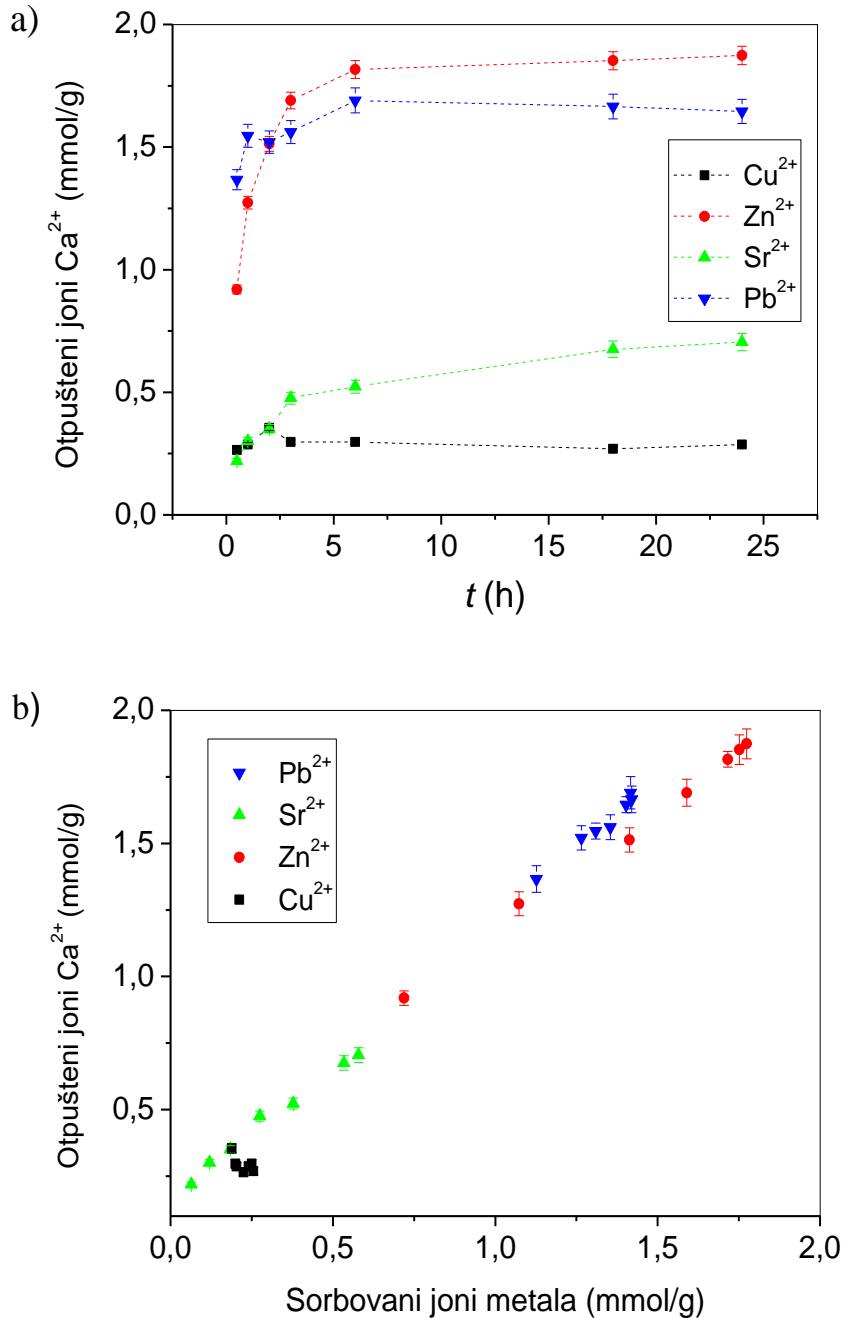 a)
2,0
1,5
1,0
0,5
0,0
Otpušteni joni Ca²⁺ (mmol/g)
Cu²⁺
Zn²⁺
Sr²⁺
Pb²⁺
0 5 10 15 20 25
t (h)
b)
2,0
1,5
1,0
0,5
Otpušteni joni Ca²⁺ (mmol/g)
Pb²⁺
Sr²⁺
Zn²⁺
Cu²⁺
0,0 0,5 1,0 1,5 2,0
Sorbovani joni metala (mmol/g)